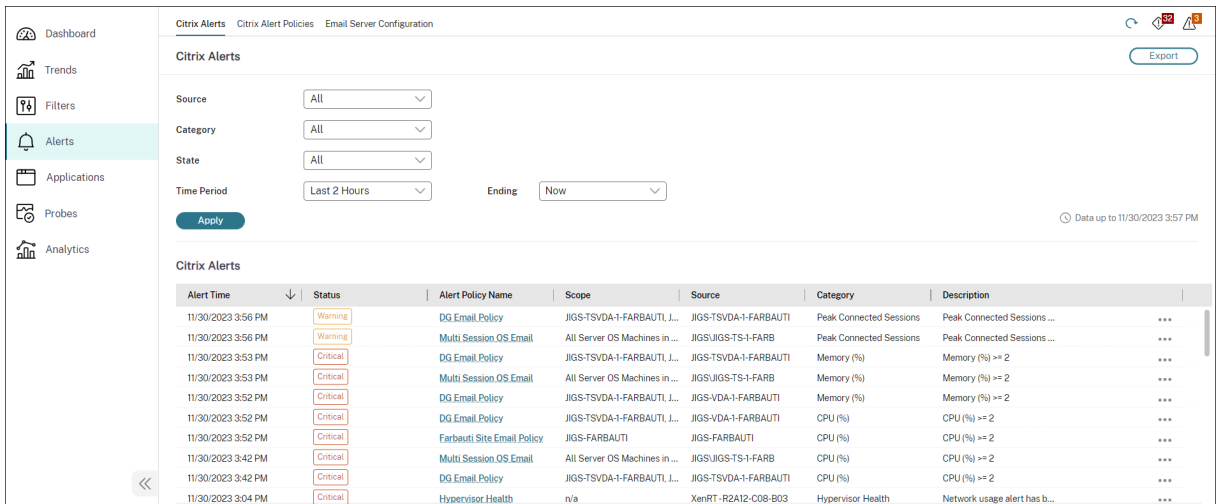 Dashboard
Trends
Filters
Alerts
Applications
Probes
Analytics
Citrix Alerts Citrix Alert Policies Email Server Configuration
32 3
Citrix Alerts Export
Source All
Category All
State All
Time Period Last 2 Hours Ending Now
Apply Data up to 11/30/2023 3:57 PM
Citrix Alerts
Alert Time Status Alert Policy Name Scope Source Category Description
11/30/2023 3:56 PM Warning DG Email Policy JIGS-TSVDA-1-FARBAUTI, J... JIGS-TSVDA-1-FARBAUTI Peak Connected Sessions Peak Connected Sessions ...
11/30/2023 3:56 PM Warning Multi Session OS Email All Server OS Machines in ... JIGS\JIGS-TS-1-FARB Peak Connected Sessions Peak Connected Sessions ...
11/30/2023 3:53 PM Critical DG Email Policy JIGS-TSVDA-1-FARBAUTI, J... JIGS-TSVDA-1-FARBAUTI Memory (%) Memory (%) >= 2
11/30/2023 3:53 PM Critical Multi Session OS Email All Server OS Machines in ... JIGS\JIGS-TS-1-FARB Memory (%) Memory (%) >= 2
11/30/2023 3:52 PM Critical DG Email Policy JIGS-TSVDA-1-FARBAUTI, J... JIGS-VDA-1-FARBAUTI Memory (%) Memory (%) >= 2
11/30/2023 3:52 PM Critical DG Email Policy JIGS-TSVDA-1-FARBAUTI, J... JIGS-VDA-1-FARBAUTI CPU (%) CPU (%) >= 2
11/30/2023 3:52 PM Critical Farbauti Site Email Policy JIGS-FARBAUTI JIGS-FARBAUTI CPU (%) CPU (%) >= 2
11/30/2023 3:42 PM Critical Multi Session OS Email All Server OS Machines in ... JIGS\JIGS-TS-1-FARB CPU (%) CPU (%) >= 2
11/30/2023 3:42 PM Critical DG Email Policy JIGS-TSVDA-1-FARBAUTI, J... JIGS-TSVDA-1-FARBAUTI CPU (%) CPU (%) >= 2
11/30/2023 3:04 PM Critical Hypervisor Health n/a XenRT-R2A12-C08-B03 Hypervisor Health Network usage alert has b...